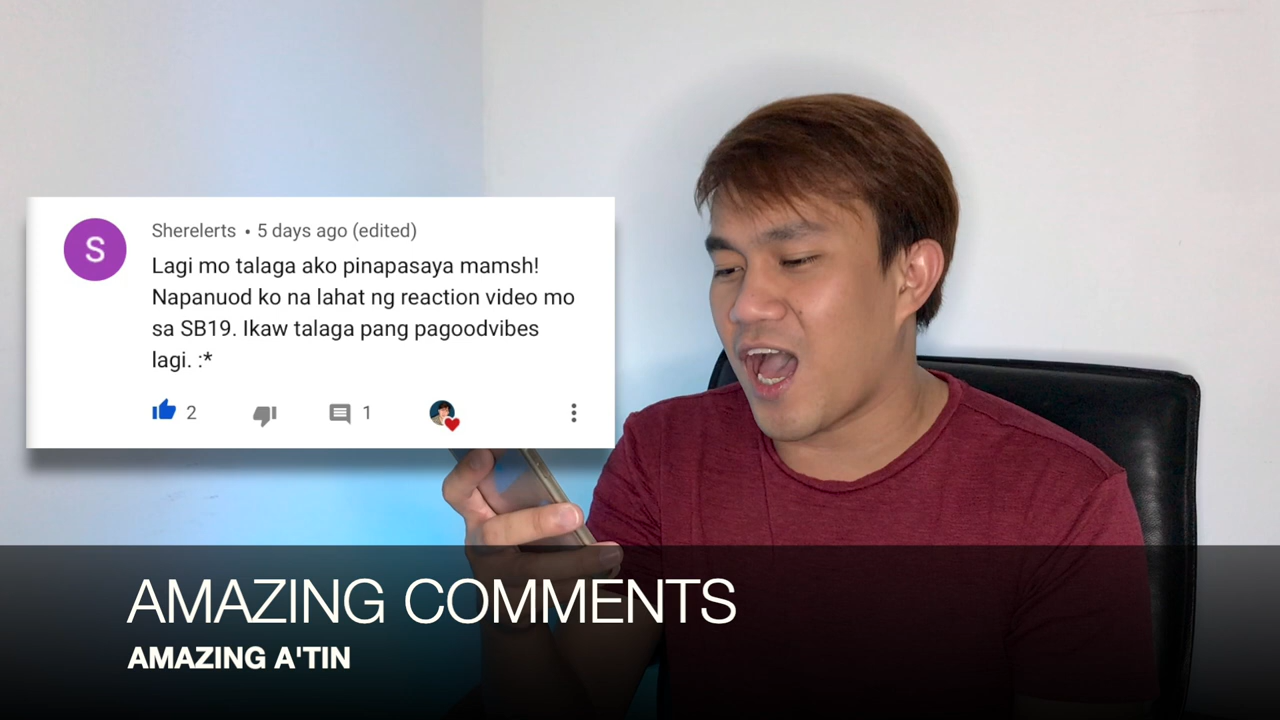 S
Sherelerts • 5 days ago (edited)
Lagi mo talaga ako pinapasaya mamsh!
Napanuod ko na lahat ng reaction video mo
sa SB19. Ikaw talaga pang pagoodvibes
lagi. :*
2
1
AMAZING COMMENTS
AMAZING A'TIN